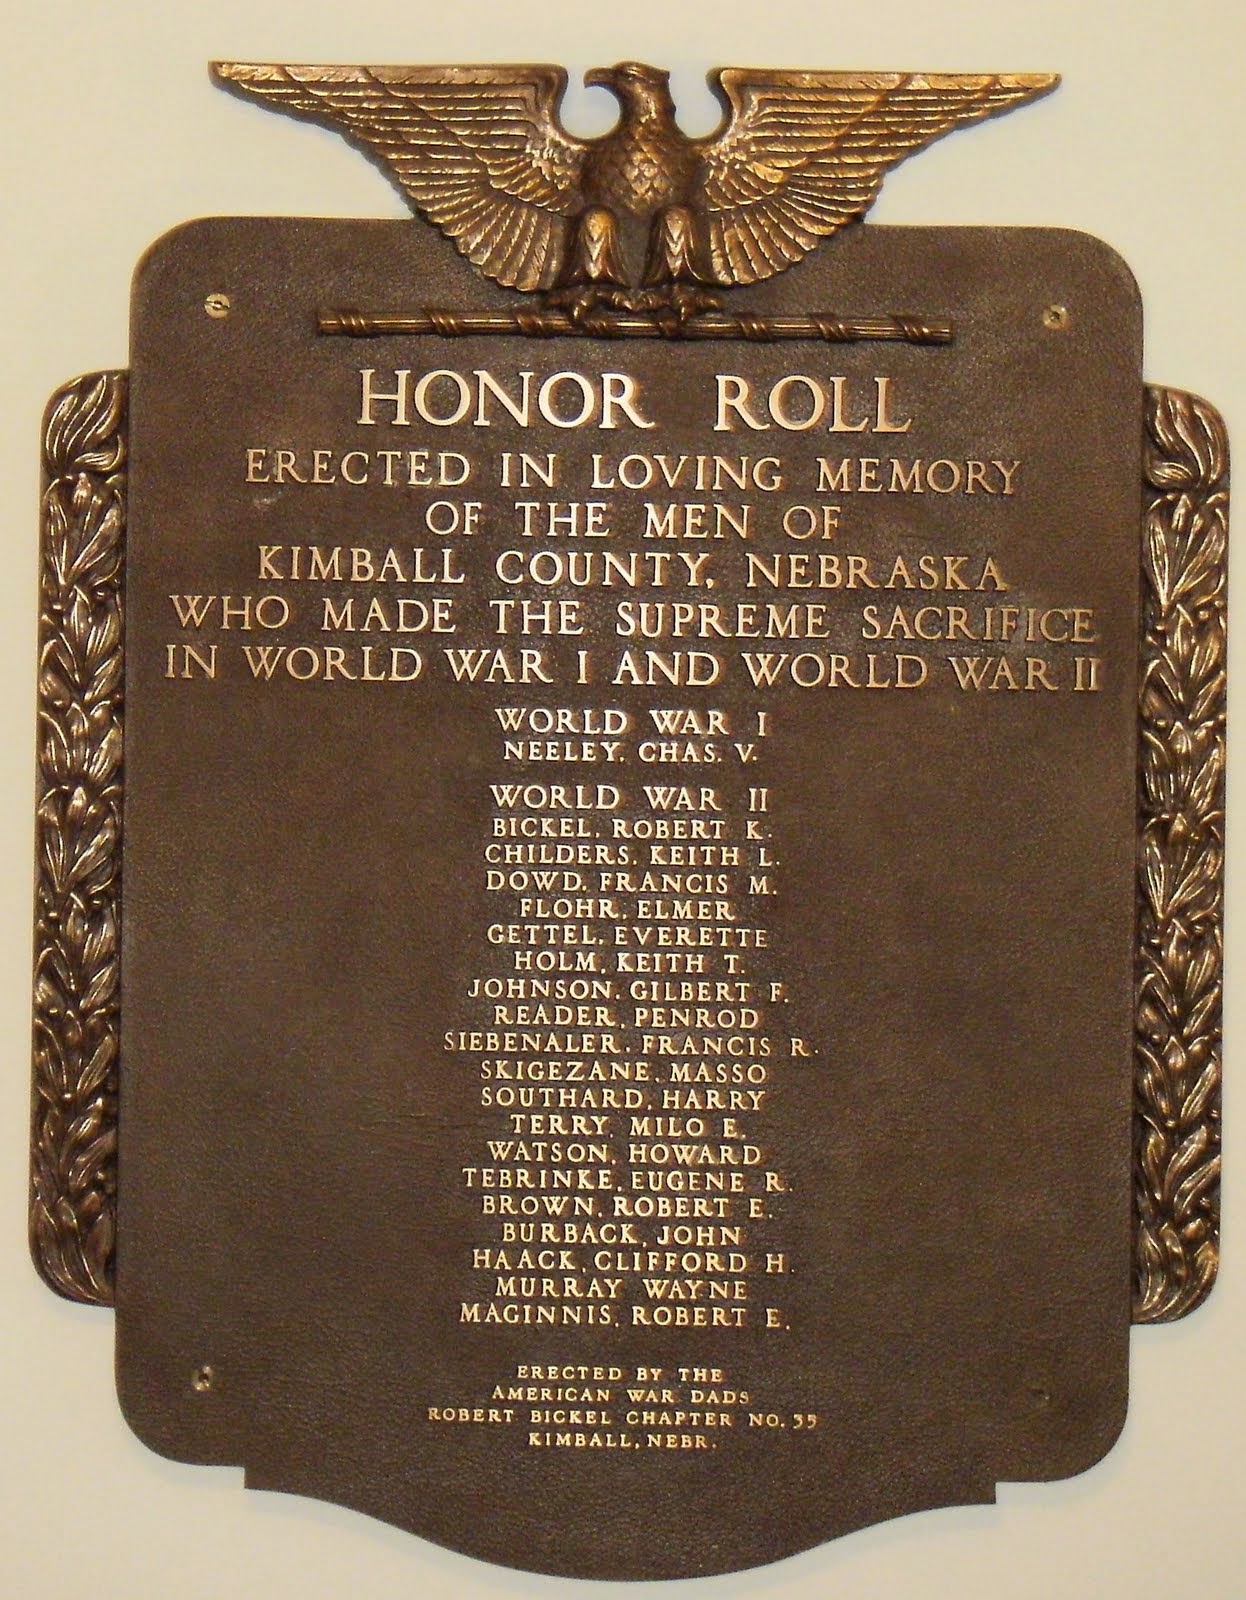 HONOR ROLL
ERECTED IN LOVING MEMORY
OF THE MEN OF
KIMBALL COUNTY, NEBRASKA
WHO MADE THE SUPREME SACRIFICE
IN WORLD WAR I AND WORLD WAR II
WORLD WAR I
NEELEY, CHAS. V.
WORLD WAR II
BICKEL, ROBERT K.
CHILDERS, KEITH L.
DOWD, FRANCIS M.
FLOHR, ELMER
GETTEL, EVERETTE
HOLM, KEITH T.
JOHNSON, GILBERT F.
READER, PENROD
SIEBENALER, FRANCIS R.
SKIGEZANE, MASSO
SOUTHARD, HARRY
TERRY, MILO E.
WATSON, HOWARD
TEBRINKE, EUGENE R.
BROWN, ROBERT E.
BURBACK, JOHN
HAACK, CLIFFORD H.
MURRAY WAYNE
MAGINNIS, ROBERT E.
ERECTED BY THE
AMERICAN WAR DADS
ROBERT BICKEL CHAPTER NO. 55
KIMBALL, NEBR.